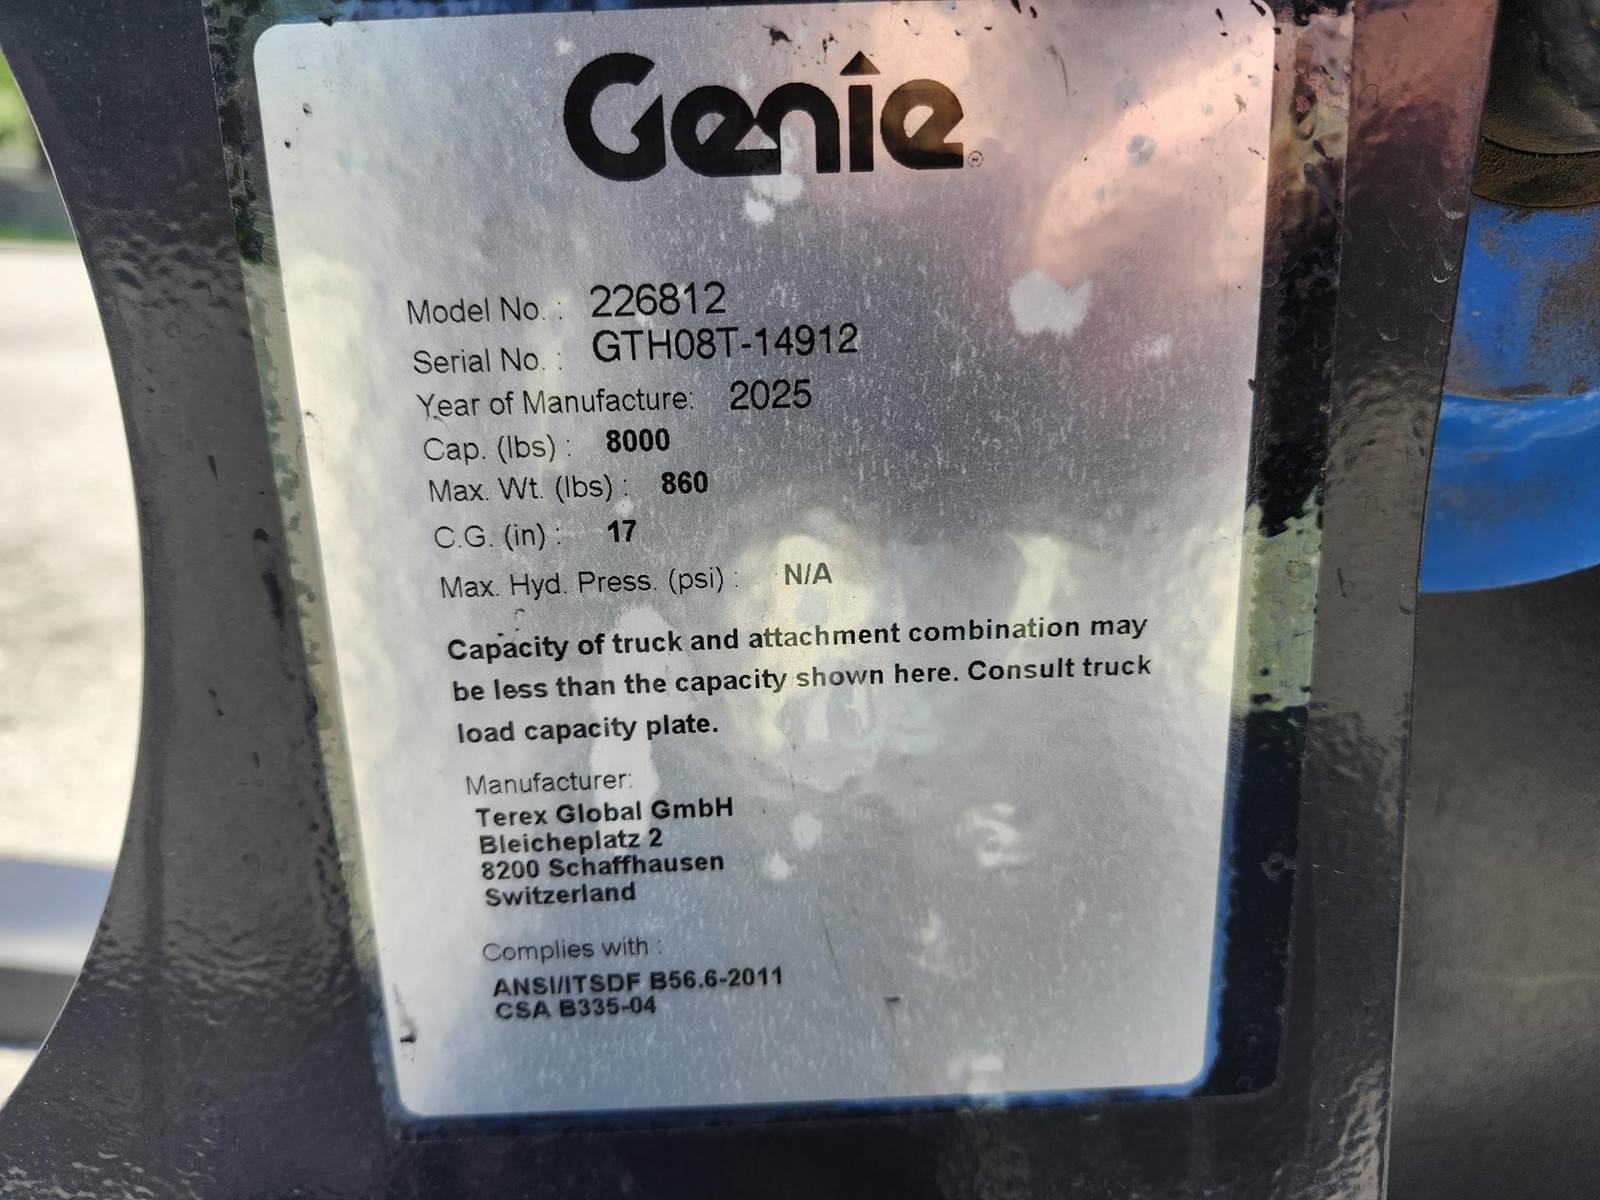 Genie
Model No. : 226812
Serial No. : GTH08T-14912
Year of Manufacture: 2025
Cap. (lbs) : 8000
Max. Wt. (lbs) : 860
C.G. (in) : 17
Max. Hyd. Press. (psi) : N/A
Capacity of truck and attachment combination may
be less than the capacity shown here. Consult truck
load capacity plate.
Manufacturer:
Terex Global GmbH
Bleicheplatz 2
8200 Schaffhausen
Switzerland
Complies with :
ANSI/ITSDF B56.6-2011
CSA B335-04